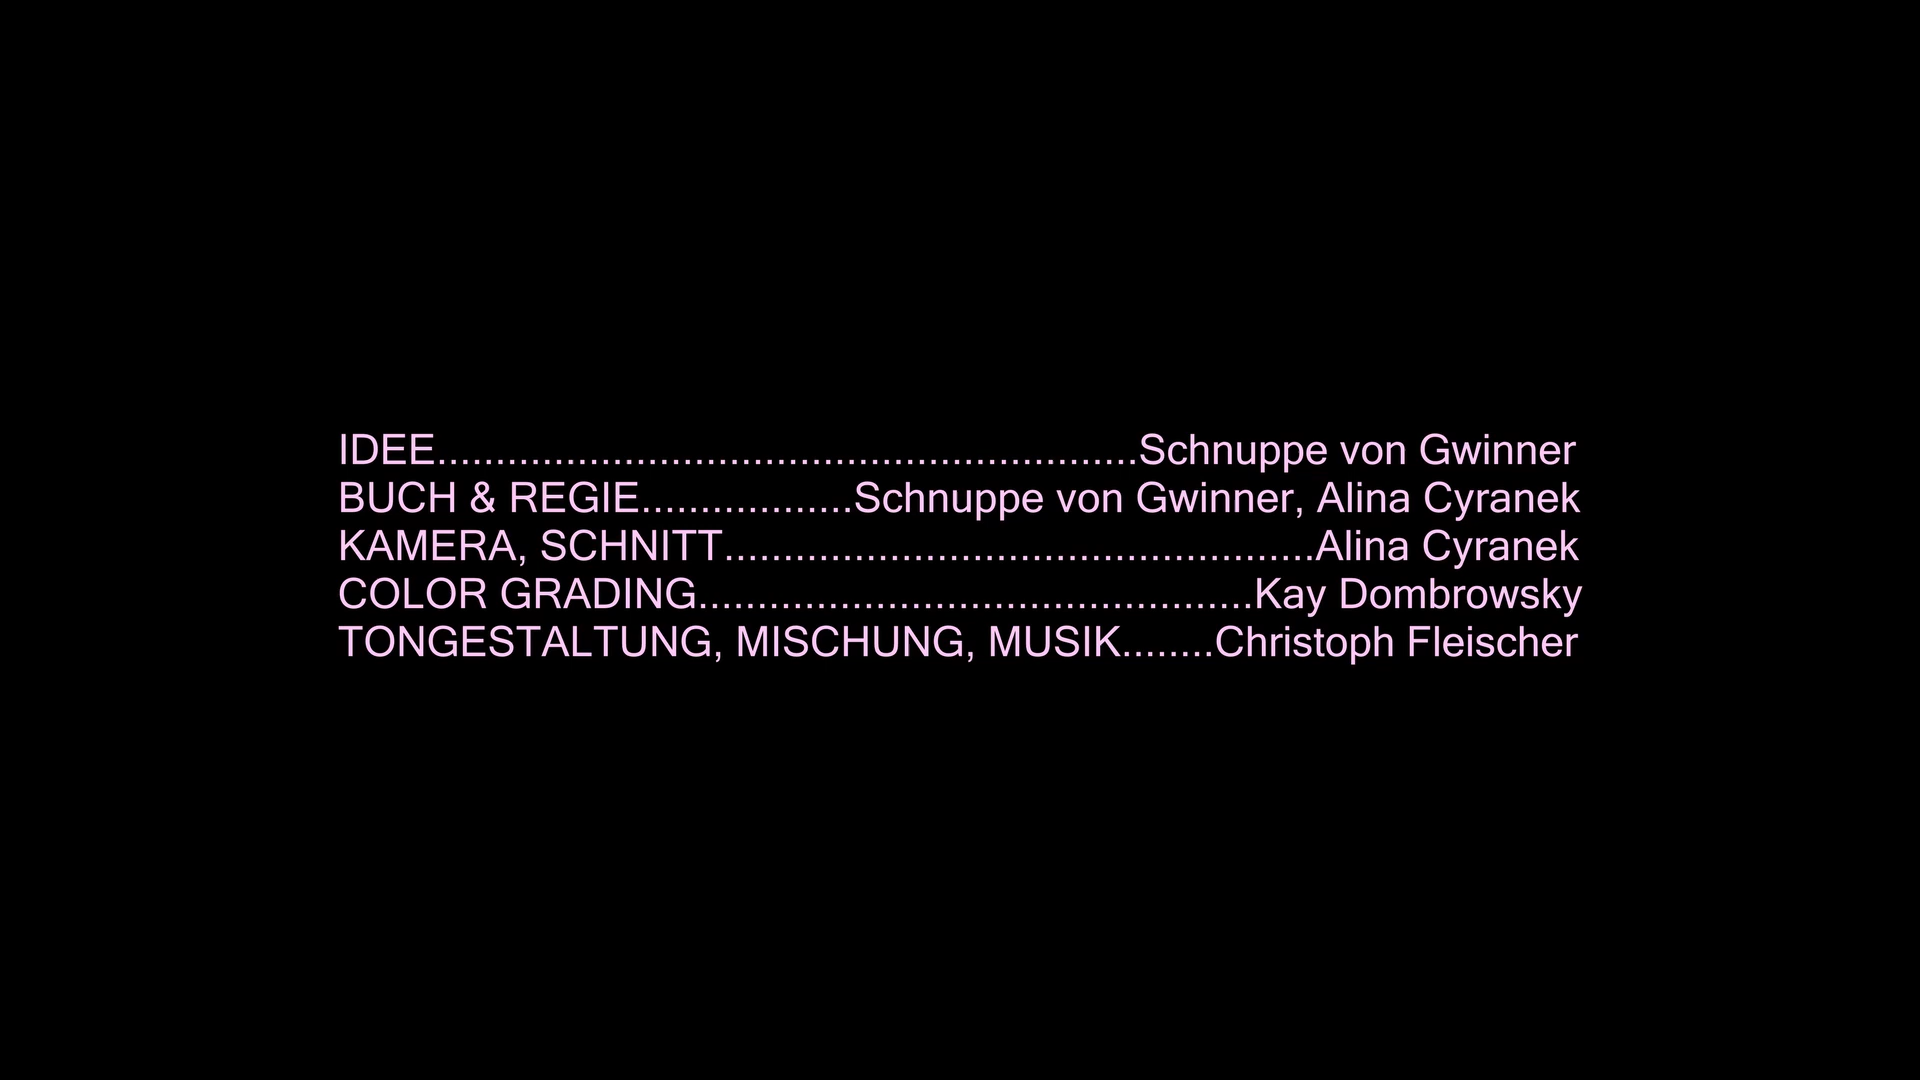 IDEE............................................................Schnuppe von Gwinner
BUCH & REGIE..................Schnuppe von Gwinner, Alina Cyranek
KAMERA, SCHNITT..................................................Alina Cyranek
COLOR GRADING...............................................Kay Dombrowsky
TONGESTALTUNG, MISCHUNG, MUSIK........Christoph Fleischer